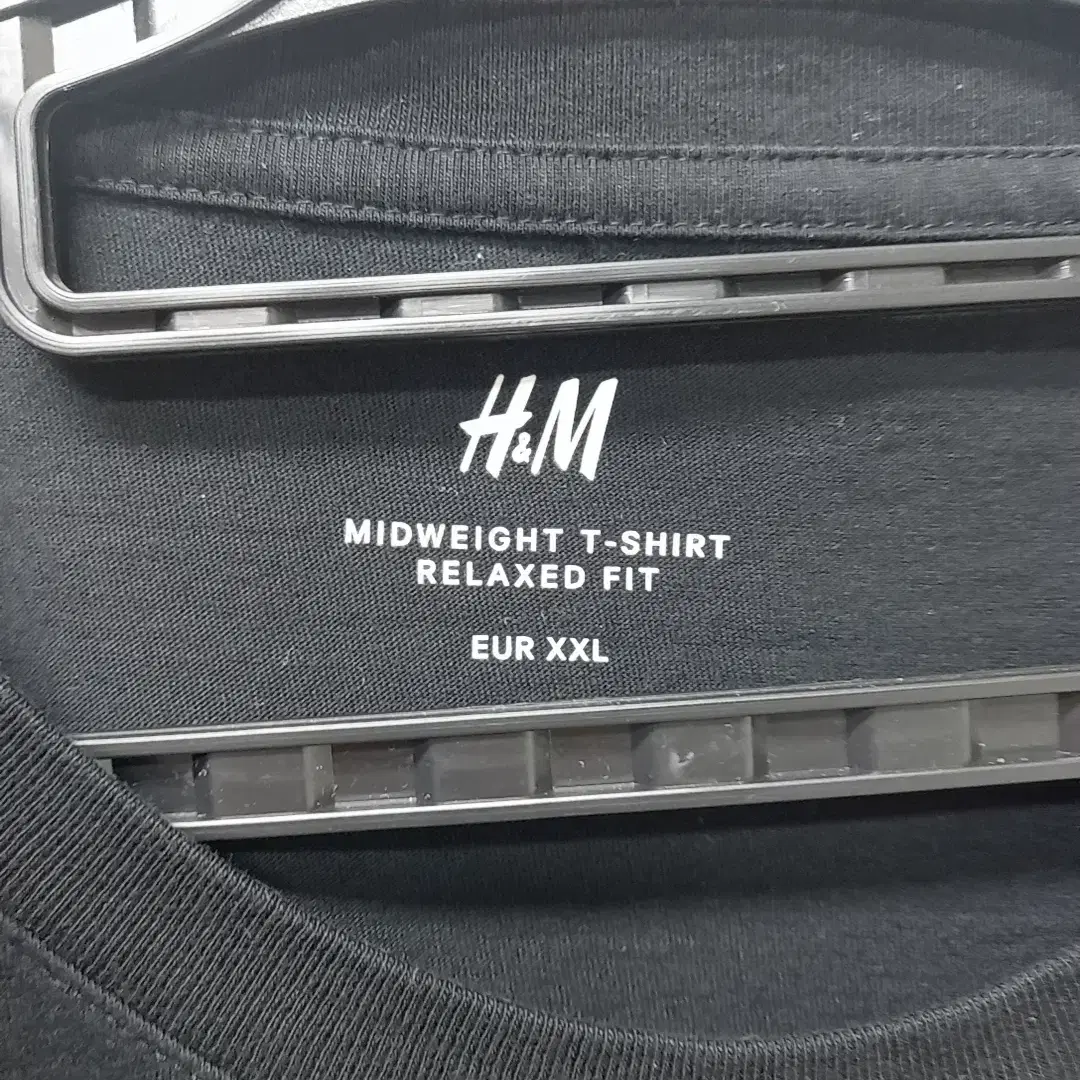 H&M
MIDWEIGHT T-SHIRT
RELAXED FIT
EUR XXL